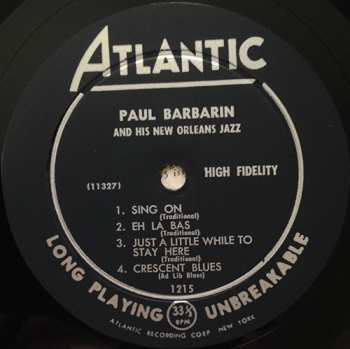 ATLANTIC
PAUL BARBARIN
AND HIS NEW ORLEANS JAZZ
(11327)
HIGH FIDELITY
1. SING ON
(Traditional)
2. EH LA BAS
(Traditional)
3. JUST A LITTLE WHILE TO
STAY HERE
(Traditional)
4. CRESCENT BLUES
(Ad Lib Blues)
1215
LONG PLAYING 33⅓ RPM UNBREAKABLE
ATLANTIC RECORDING CORP NEW YORK